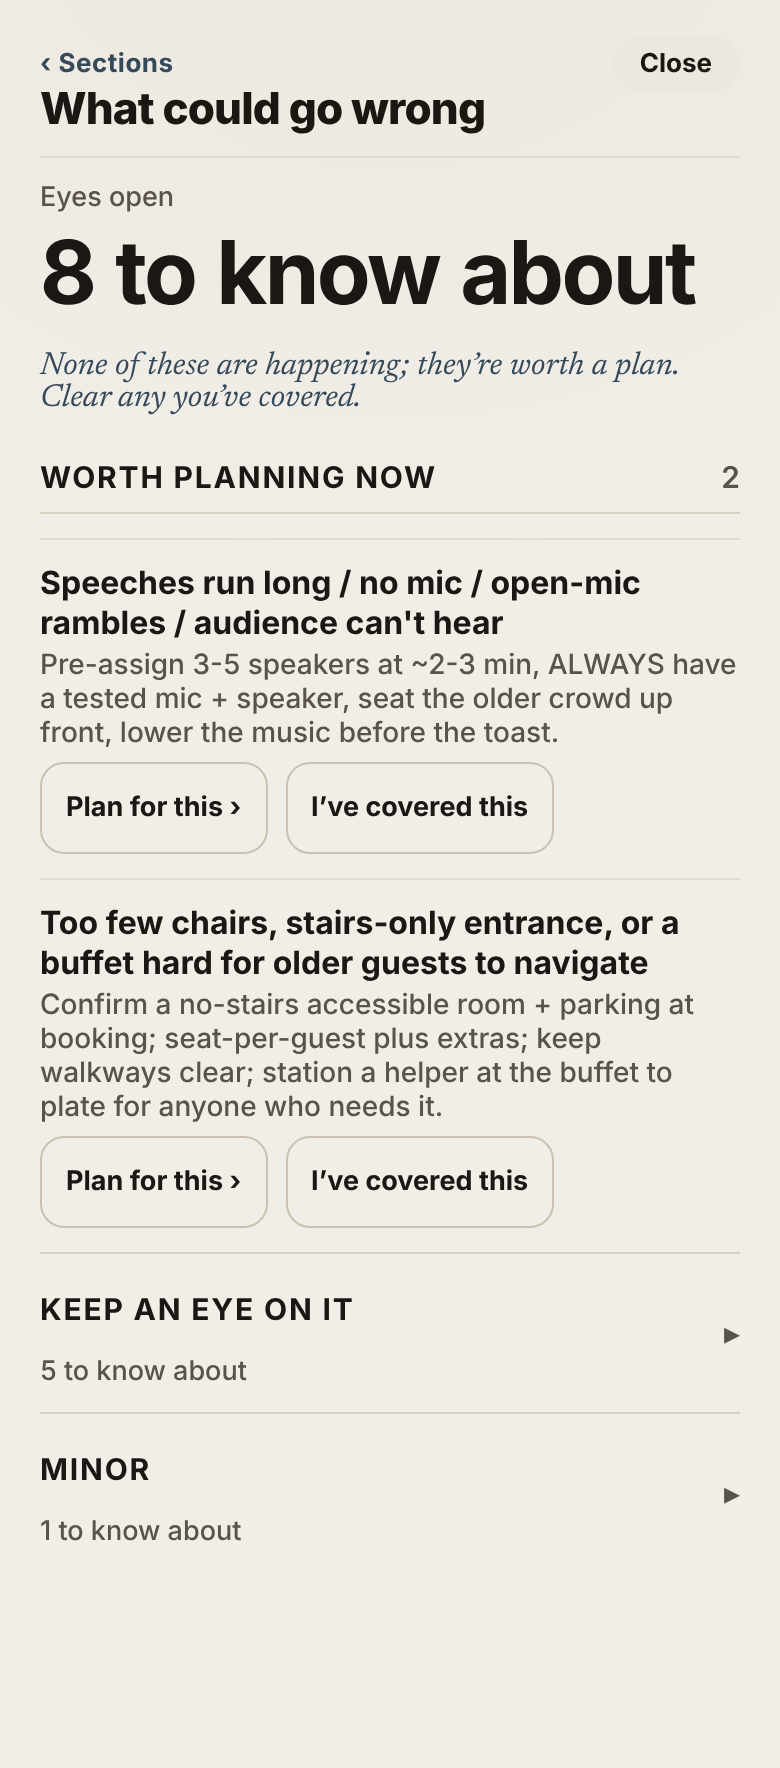 ‹ Sections
Close
What could go wrong
Eyes open
8 to know about
None of these are happening; they’re worth a plan.
Clear any you’ve covered.
WORTH PLANNING NOW 2
Speeches run long / no mic / open-mic
rambles / audience can't hear
Pre-assign 3-5 speakers at ~2-3 min, ALWAYS have
a tested mic + speaker, seat the older crowd up
front, lower the music before the toast.
Plan for this › I’ve covered this
Too few chairs, stairs-only entrance, or a
buffet hard for older guests to navigate
Confirm a no-stairs accessible room + parking at
booking; seat-per-guest plus extras; keep
walkways clear; station a helper at the buffet to
plate for anyone who needs it.
Plan for this › I’ve covered this
KEEP AN EYE ON IT
5 to know about
MINOR
1 to know about